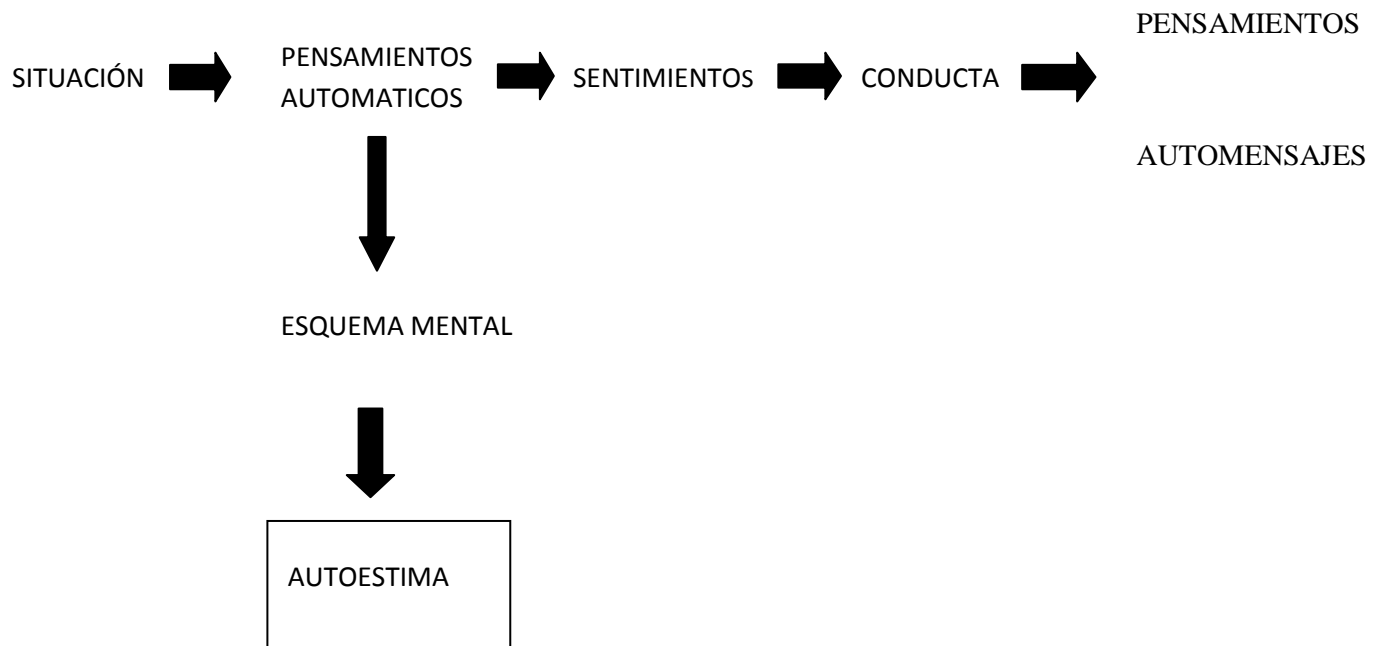 PENSAMIENTOS
SITUACIÓN
PENSAMIENTOS
AUTOMATICOS
SENTIMIENTOS
CONDUCTA
AUTOMENSAJES
ESQUEMA MENTAL
AUTOESTIMA